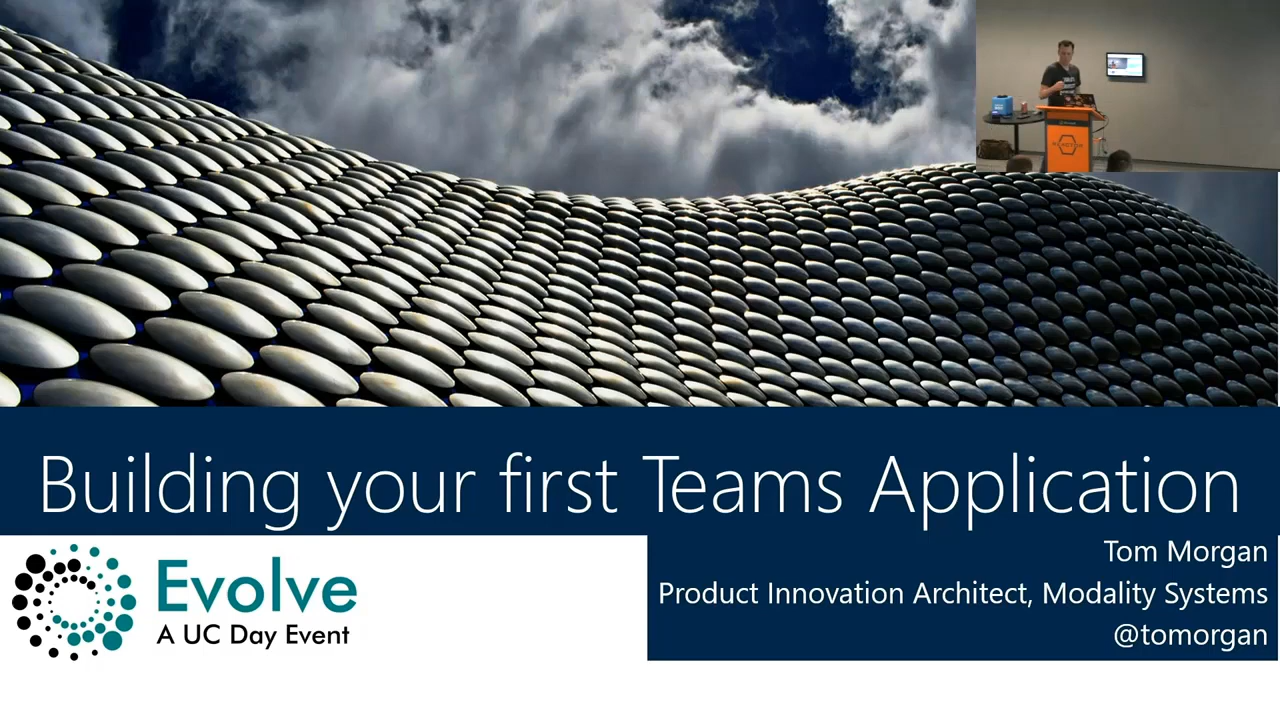 Building your first Teams Application
Evolve
A UC Day Event
Tom Morgan
Product Innovation Architect, Modality Systems
@tomorgan